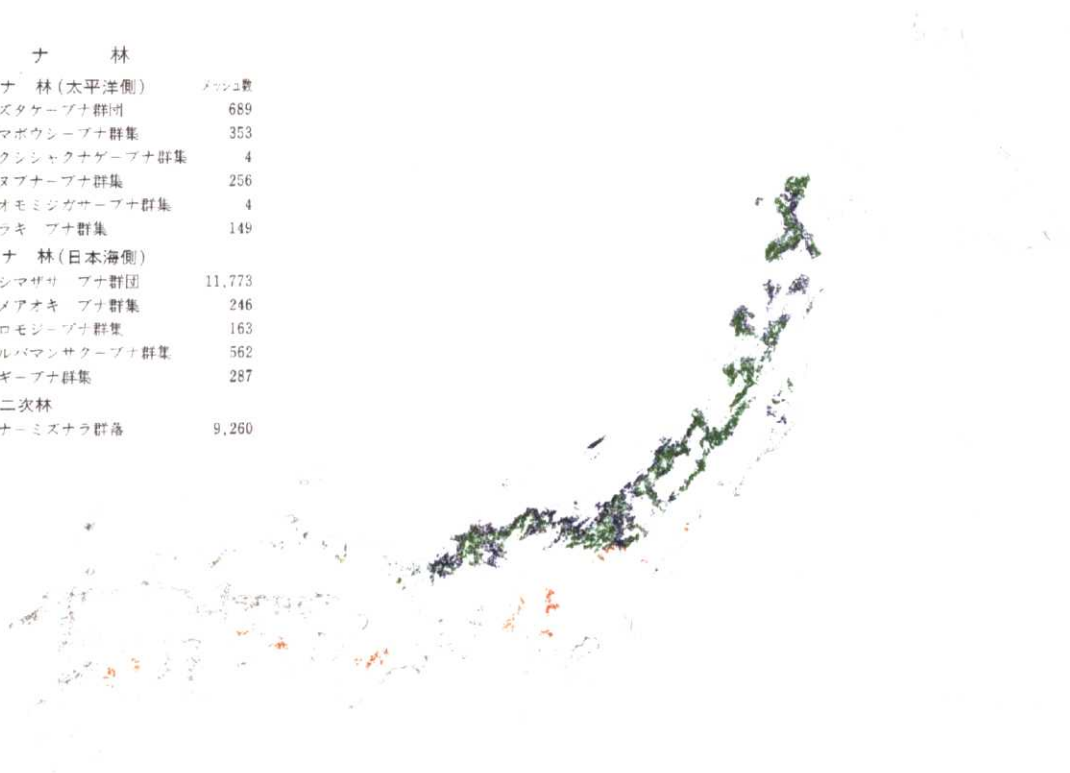 ナ 林
ナ 林(太平洋側) メッシュ数
ズタケーブナ群団 689
マボウシーブナ群集 353
クシシャクナゲーブナ群集 4
ヌブナーブナ群集 256
オモミジガサーブナ群集 4
ラキ ブナ群集 149
ナ 林(日本海側)
シマザサ ブナ群団 11,773
メアオキ ブナ群集 246
ロモジーブナ群集 163
ルバマンサクーブナ群集 562
ギーブナ群集 287
二次林
ナーミズナラ群落 9,260